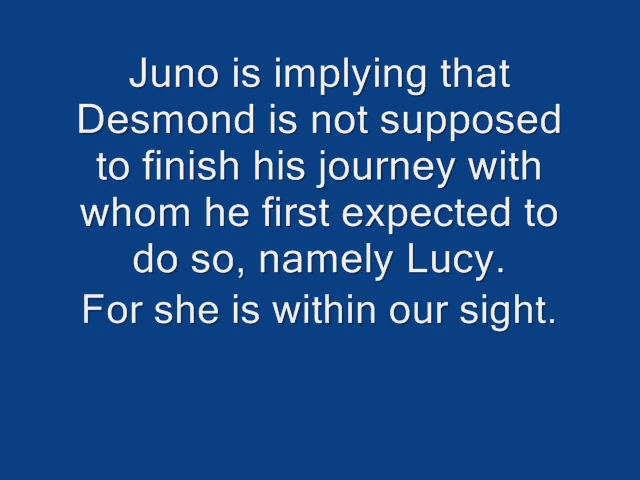 Juno is implying that
Desmond is not supposed
to finish his journey with
whom he first expected to
do so, namely Lucy.
For she is within our sight.